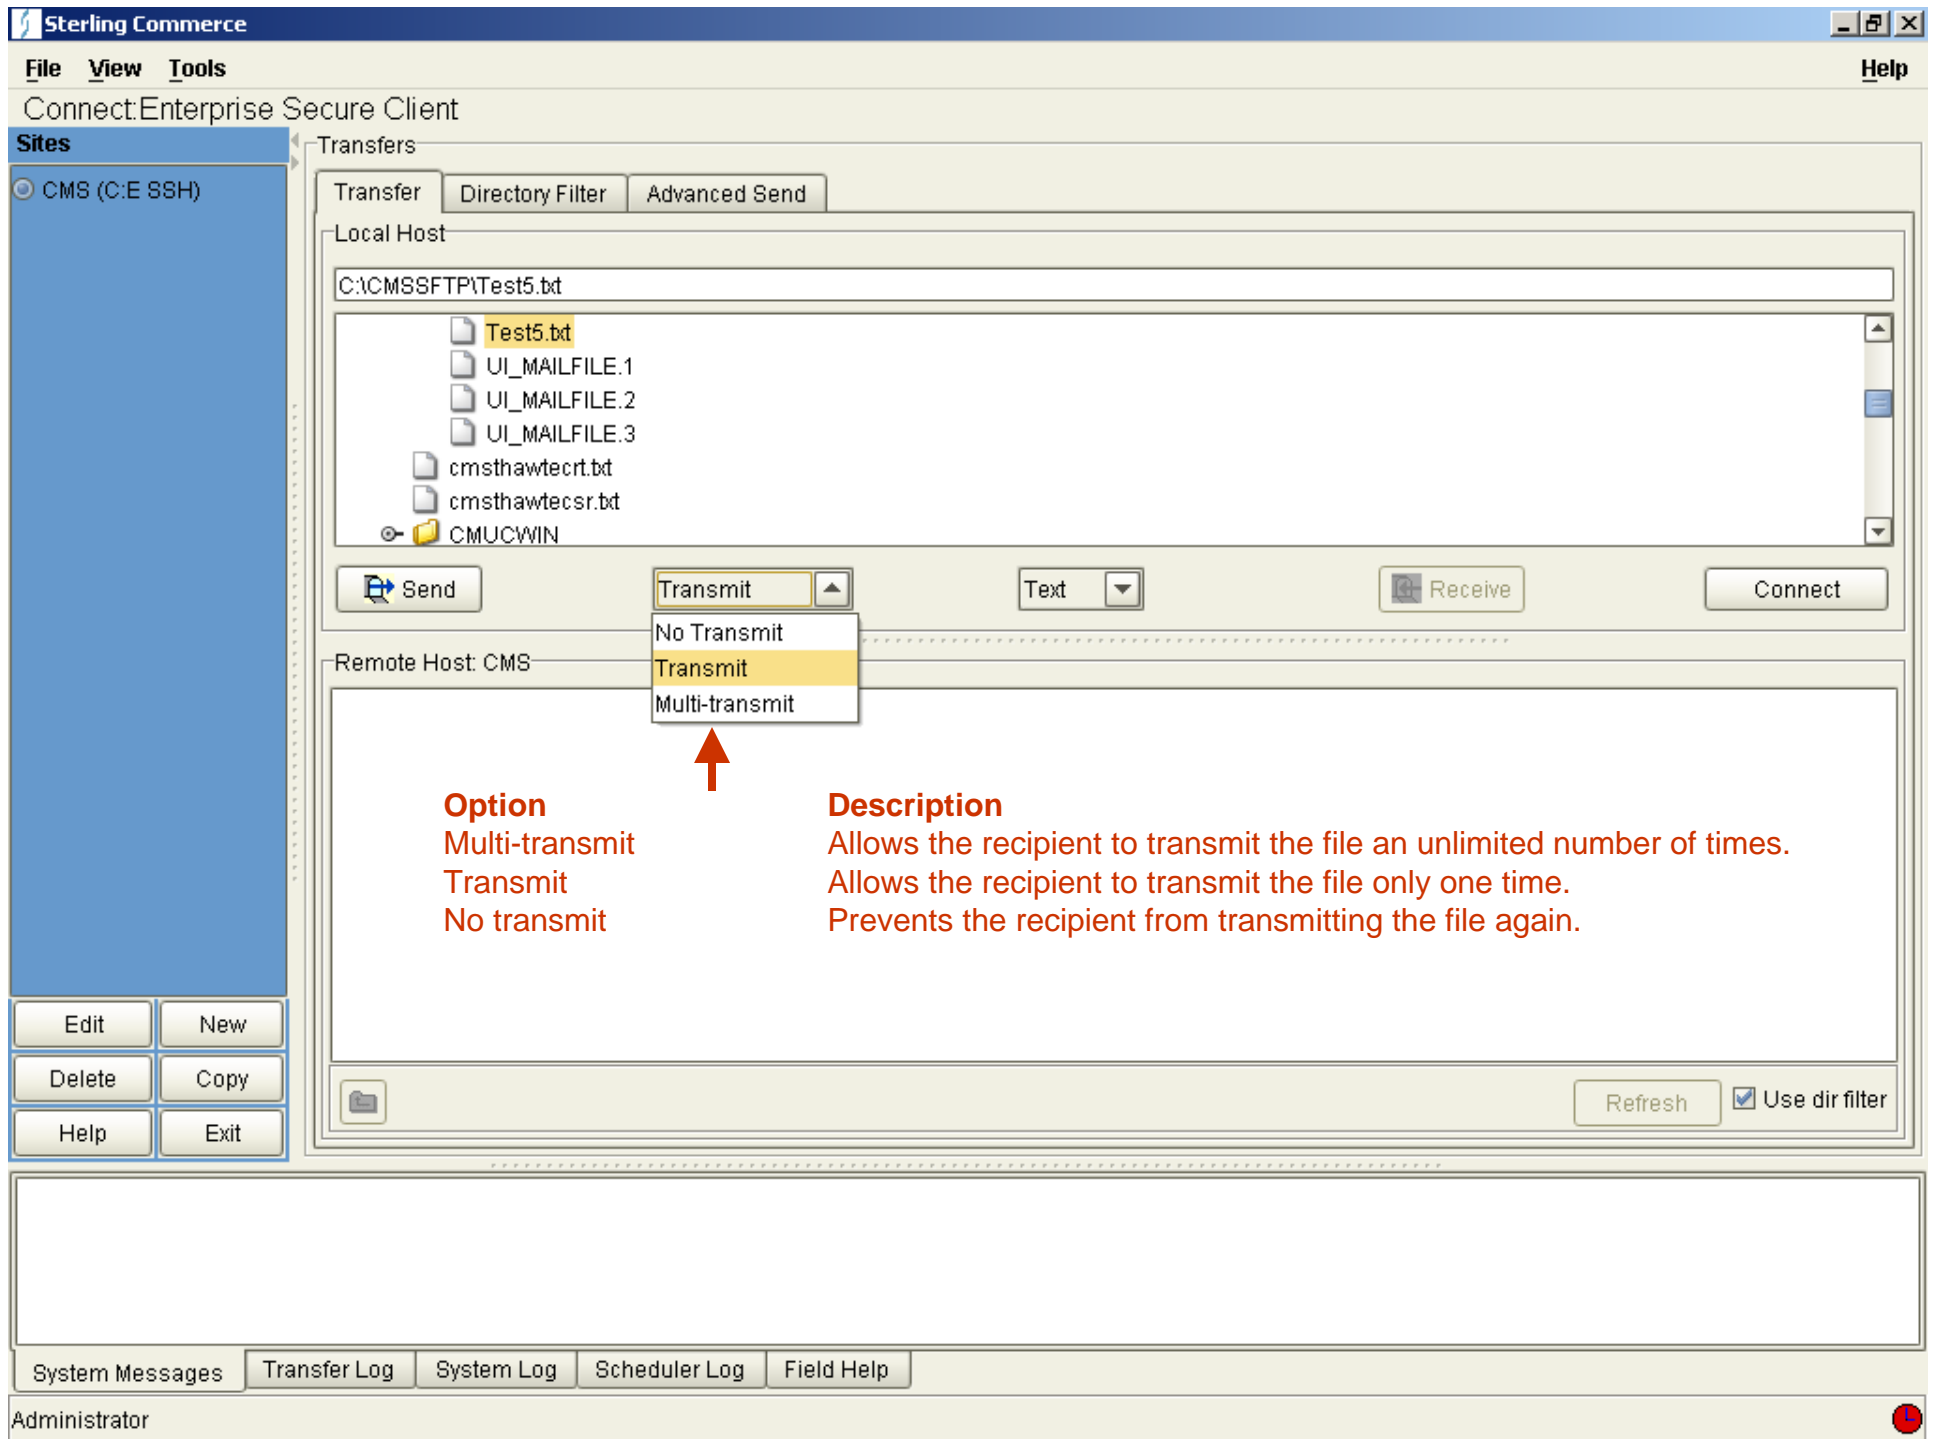 Sterling Commerce
File View Tools Help
Connect:Enterprise Secure Client
Sites
CMS (C:E SSH)
Transfers
Transfer Directory Filter Advanced Send
Local Host
C:\CMSSFTP\Test5.txt
Test5.txt
UI_MAILFILE.1
UI_MAILFILE.2
UI_MAILFILE.3
cmsthawtecrt.txt
cmsthawtecsr.txt
CMUCWIN
Send Transmit Text Receive Connect
No Transmit
Transmit
Multi-transmit
Remote Host: CMS
Option Description
Multi-transmit Allows the recipient to transmit the file an unlimited number of times.
Transmit Allows the recipient to transmit the file only one time.
No transmit Prevents the recipient from transmitting the file again.
Edit New
Delete Copy
Help Exit
Refresh Use dir filter
System Messages Transfer Log System Log Scheduler Log Field Help
Administrator